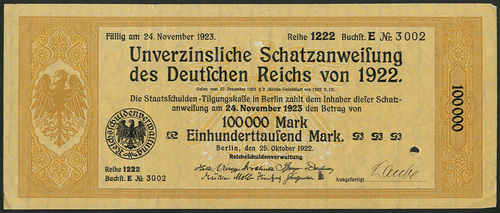 Fällig am 24. November 1923. Reihe 1222 Buchst. E № 3002
Unverzinsliche Schatzanweisung
des Deutschen Reichs von 1922.
Die Staatsschulden-Tilgungskasse in Berlin zahlt dem Inhaber dieser Schatz-
anweisung am 24. November 1923 den Betrag von
100000 Mark
Einhunderttausend Mark.
Berlin, den 25. Oktober 1922.
Reichsschuldenverwaltung
Reichsschuldenverwaltung
Reihe 1222
Buchst. E № 3002
Ausgefertigt
100000